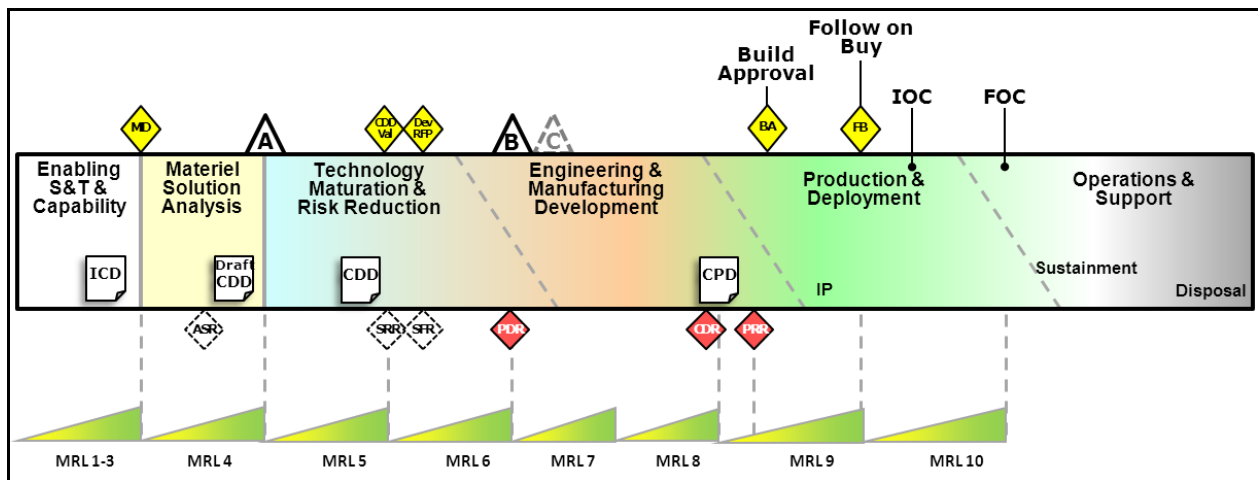 Follow on
Buy
Build
Approval
IOC
FOC
MD
A
CDD
Val
Dev
RFP
B
C
BA
FB
Enabling
S&T &
Capability
Materiel
Solution
Analysis
Technology
Maturation &
Risk Reduction
Engineering &
Manufacturing
Development
Production &
Deployment
Operations &
Support
ICD
Draft
CDD
CDD
CPD
IP
Sustainment
Disposal
ASR
SRR
SFR
PDR
CDR
PRR
MRL 1-3
MRL 4
MRL 5
MRL 6
MRL 7
MRL 8
MRL 9
MRL 10